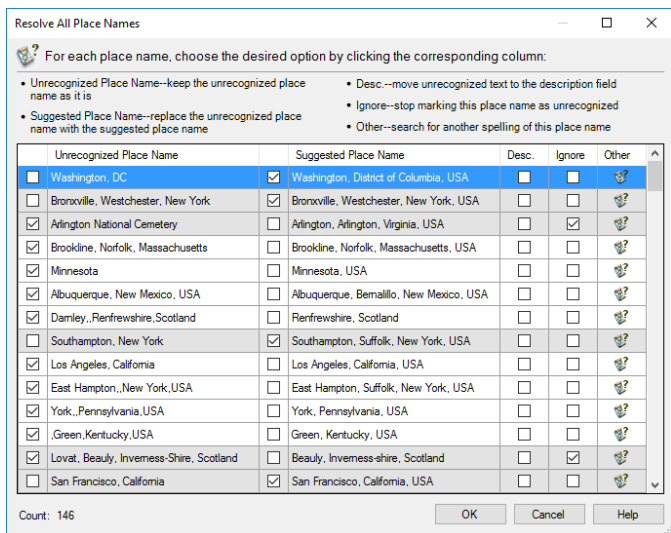 Resolve All Place Names
For each place name, choose the desired option by clicking the corresponding column:
• Unrecognized Place Name--keep the unrecognized place
name as it is
• Suggested Place Name--replace the unrecognized place
name with the suggested place name
• Desc.--move unrecognized text to the description field
• Ignore--stop marking this place name as unrecognized
• Other--search for another spelling of this place name
Unrecognized Place Name Suggested Place Name Desc. Ignore Other
Washington, DC Washington, District of Columbia, USA
Bronxville, Westchester, New York Bronxville, Westchester, New York, USA
Arlington National Cemetery Arlington, Arlington, Virginia, USA
Brookline, Norfolk, Massachusetts Brookline, Norfolk, Massachusetts, USA
Minnesota Minnesota, USA
Albuquerque, New Mexico, USA Albuquerque, Bernalillo, New Mexico, USA
Darnley,,Renfrewshire,Scotland Renfrewshire, Scotland
Southampton, New York Southampton, Suffolk, New York, USA
Los Angeles, California Los Angeles, California, USA
East Hampton,,New York,USA East Hampton, Suffolk, New York, USA
York,,Pennsylvania,USA York, Pennsylvania, USA
,Green,Kentucky,USA Green, Kentucky, USA
Lovat, Beauly, Inverness-Shire, Scotland Beauly, Inverness-shire, Scotland
San Francisco, California San Francisco, California, USA
Count: 146
OK Cancel Help